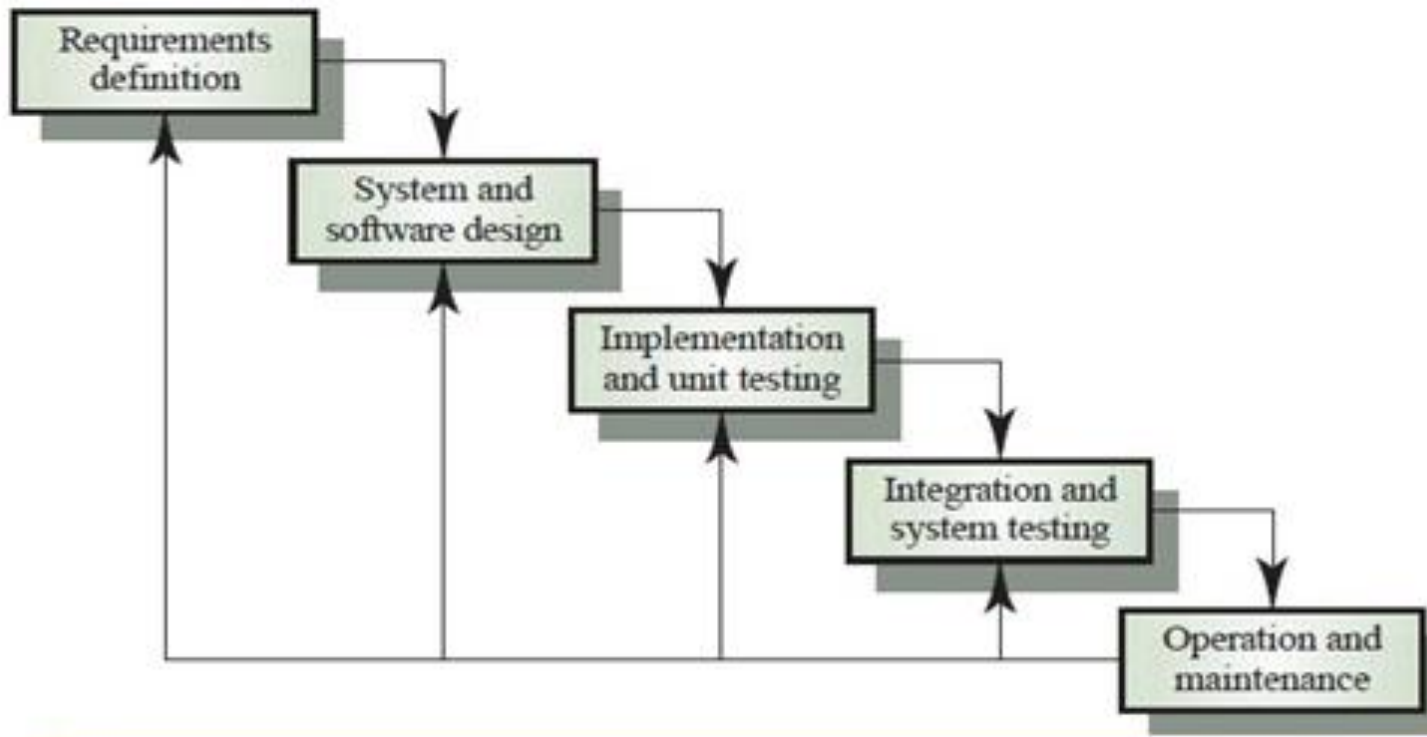 Requirements
definition
System and
software design
Implementation
and unit testing
Integration and
system testing
Operation and
maintenance